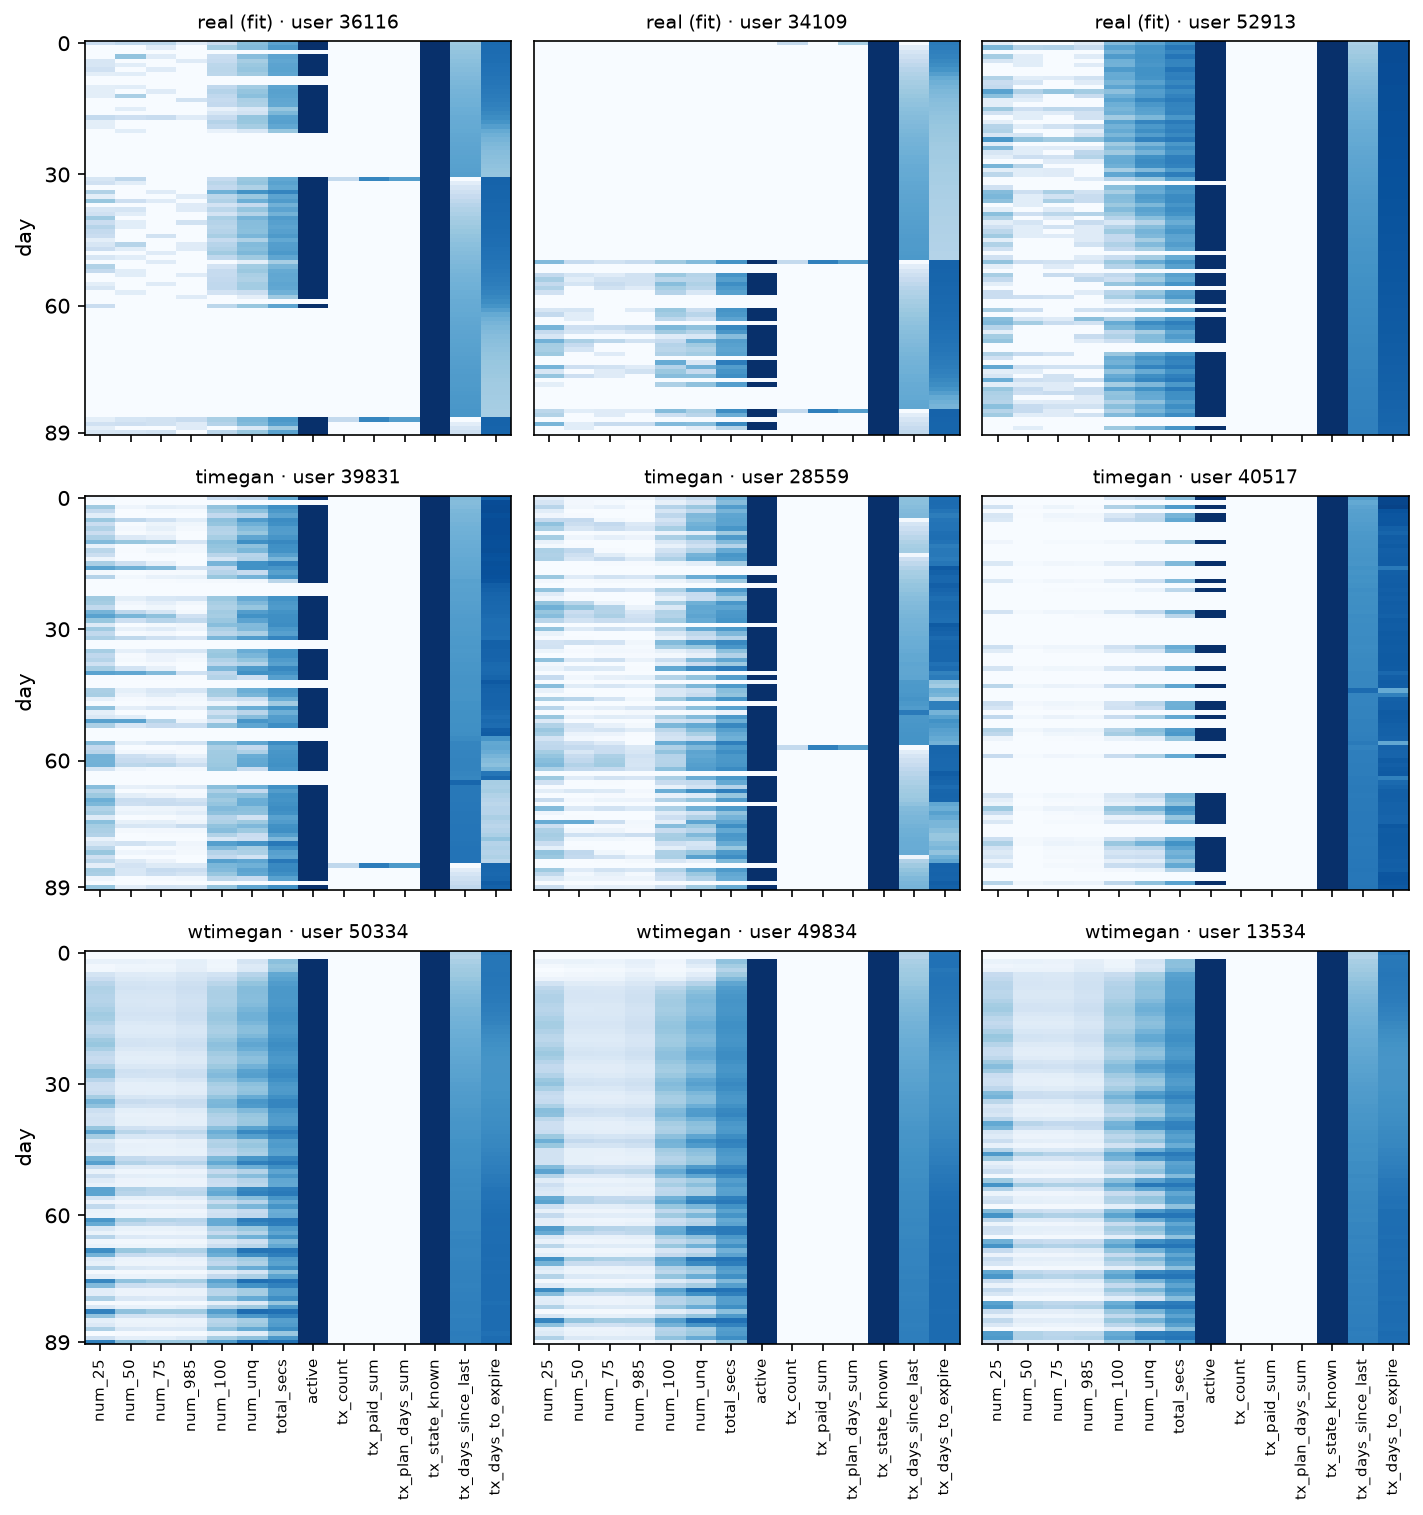 real (fit) · user 36116
real (fit) · user 34109
real (fit) · user 52913
0
30
60
89
day
timegan · user 39831
timegan · user 28559
timegan · user 40517
0
30
60
89
day
wtimegan · user 50334
wtimegan · user 49834
wtimegan · user 13534
0
30
60
89
day
num_25
num_50
num_75
num_985
num_100
num_unq
total_secs
active
tx_count
tx_paid_sum
tx_plan_days_sum
tx_state_known
tx_days_since_last
tx_days_to_expire
num_25
num_50
num_75
num_985
num_100
num_unq
total_secs
active
tx_count
tx_paid_sum
tx_plan_days_sum
tx_state_known
tx_days_since_last
tx_days_to_expire
num_25
num_50
num_75
num_985
num_100
num_unq
total_secs
active
tx_count
tx_paid_sum
tx_plan_days_sum
tx_state_known
tx_days_since_last
tx_days_to_expire